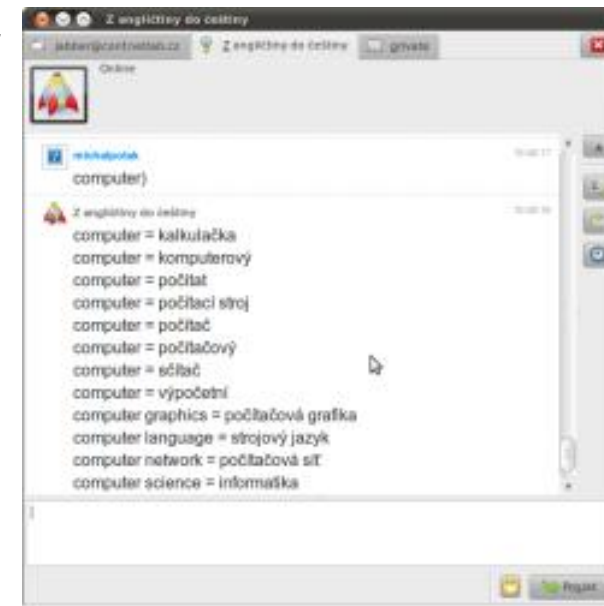 Z angličtiny do češtiny
Z angličtiny do češtiny
private
Online
michalpolak
computer)
Z angličtiny do češtiny
computer = kalkulačka
computer = komputerový
computer = počítat
computer = počítací stroj
computer = počítač
computer = počítačový
computer = sčítač
computer = výpočetní
computer graphics = počítačová grafika
computer language = strojový jazyk
computer network = počítačová síť
computer science = informatika